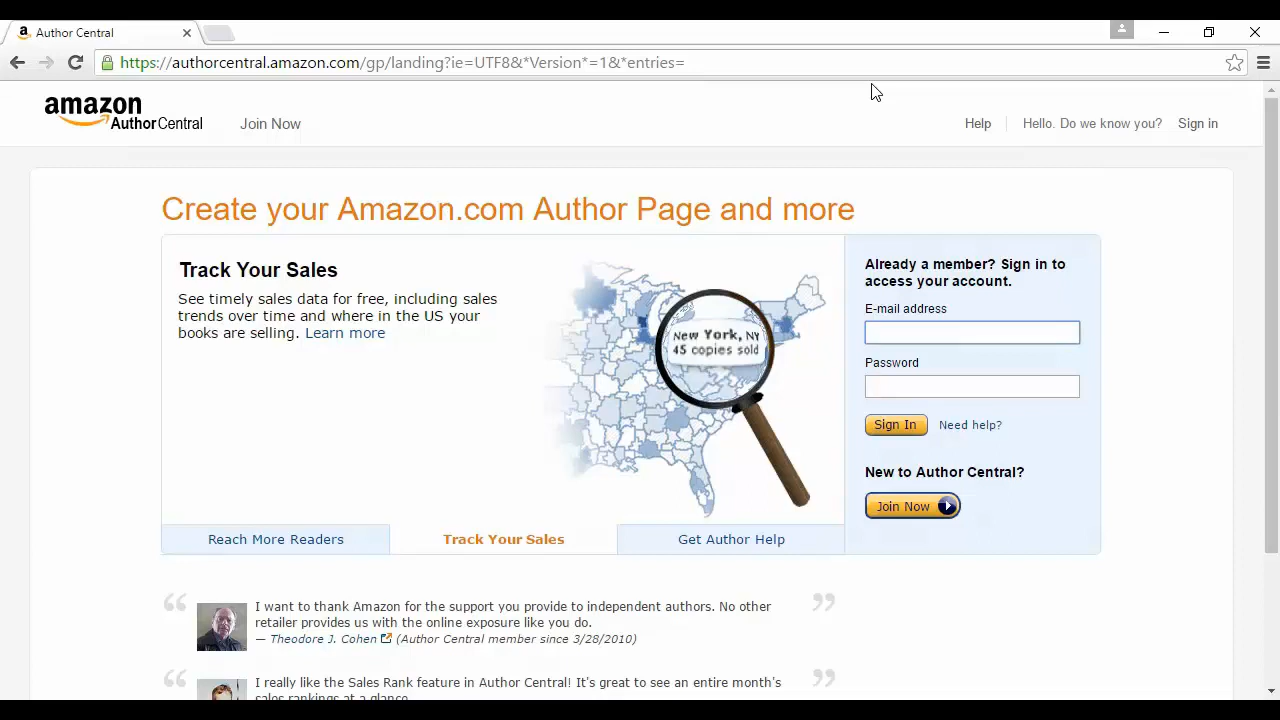 Author Central
https://authorcentral.amazon.com/gp/landing?ie=UTF8&*Version*=1&*entries=
amazon
AuthorCentral
Join Now
Help
Hello. Do we know you?
Sign in
Create your Amazon.com Author Page and more
Track Your Sales
See timely sales data for free, including sales
trends over time and where in the US your
books are selling. Learn more
New York, NY
45 copies sold
Already a member? Sign in to
access your account.
E-mail address
Password
Sign In
Need help?
New to Author Central?
Join Now
Reach More Readers
Track Your Sales
Get Author Help
“ I want to thank Amazon for the support you provide to independent authors. No other ”
retailer provides us with the online exposure like you do.
— Theodore J. Cohen (Author Central member since 3/28/2010)
“ I really like the Sales Rank feature in Author Central! It's great to see an entire month's ”
sales rankings at a glance.